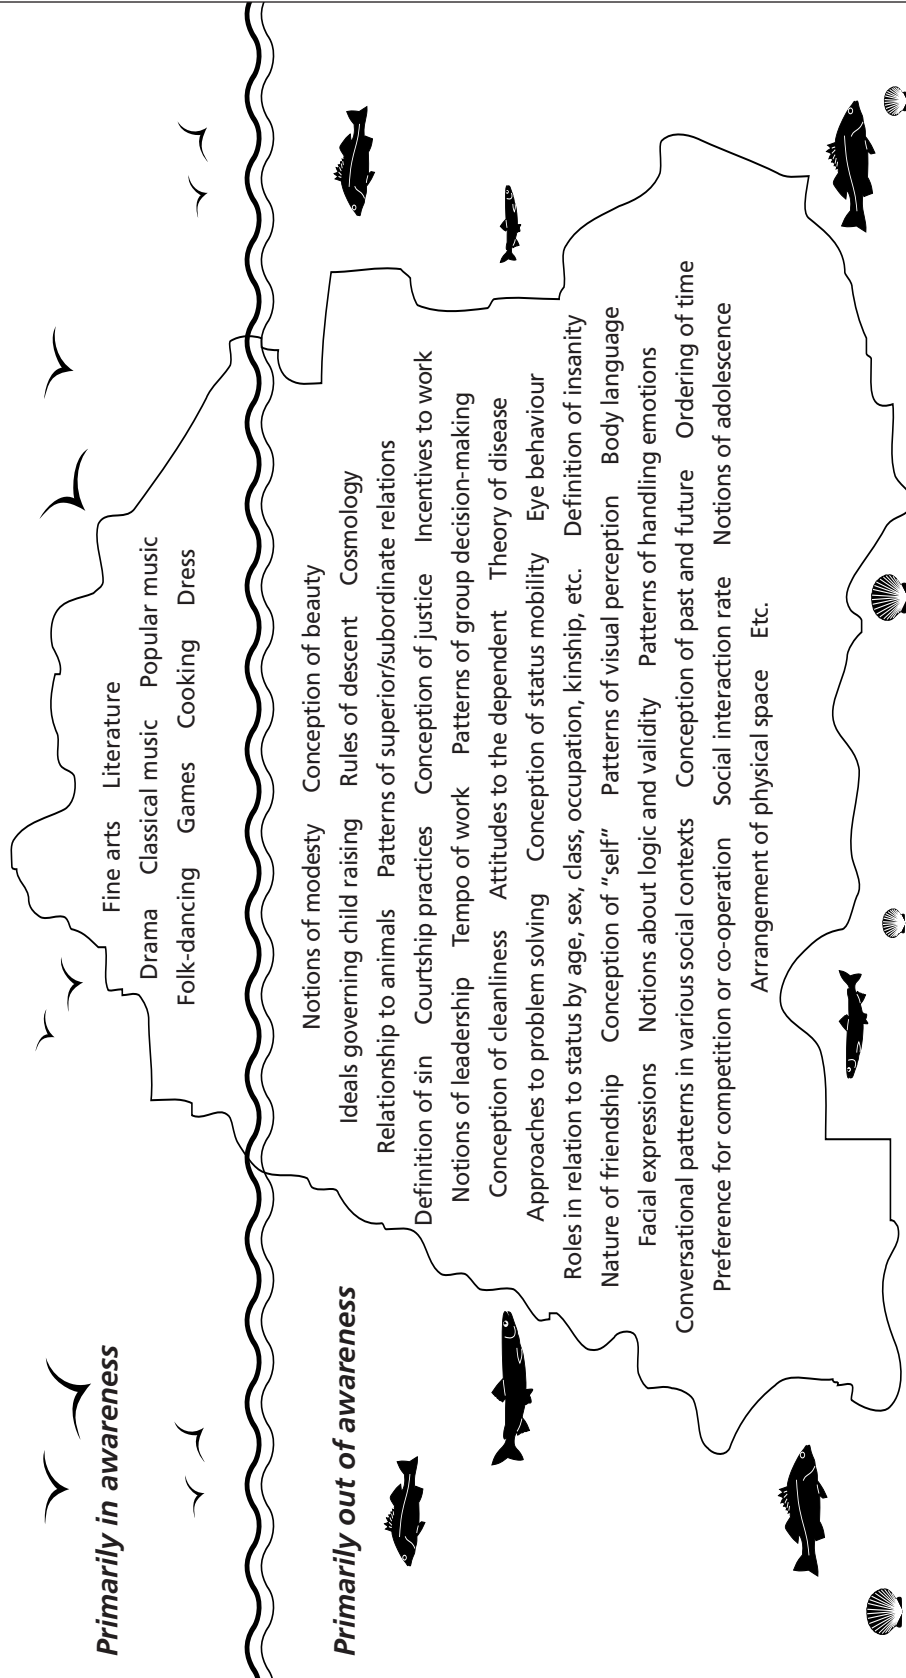 Primarily in awareness
Fine arts Literature
Drama Classical music Popular music
Folk-dancing Games Cooking Dress
Primarily out of awareness
Notions of modesty Conception of beauty
Ideals governing child raising Rules of descent Cosmology
Relationship to animals Patterns of superior/subordinate relations
Definition of sin Courtship practices Conception of justice Incentives to work
Notions of leadership Tempo of work Patterns of group decision-making
Conception of cleanliness Attitudes to the dependent Theory of disease
Approaches to problem solving Conception of status mobility Eye behaviour
Roles in relation to status by age, sex, class, occupation, kinship, etc. Definition of insanity
Nature of friendship Conception of “self” Patterns of visual perception Body language
Facial expressions Notions about logic and validity Patterns of handling emotions
Conversational patterns in various social contexts Conception of past and future Ordering of time
Preference for competition or co-operation Social interaction rate Notions of adolescence
Arrangement of physical space Etc.